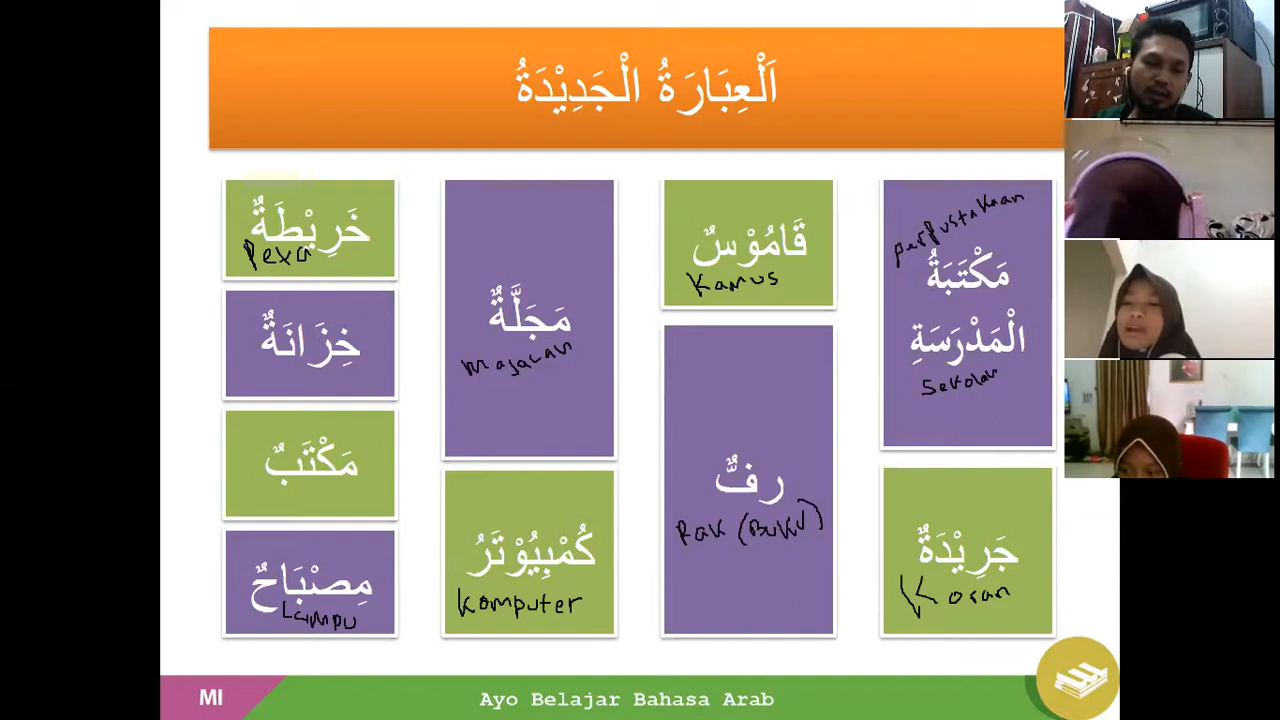 اَلْعِبَارَةُ الْجَدِيْدَةُ
perpustakaan
مَكْتَبَةُ
الْمَدْرَسَةِ
Sekolah
جَرِيْدَةٌ
Koran
قَامُوْسٌ
Kamus
رفٌّ
Rak (Buku)
مَجَلَّةٌ
majalah
كُمْبِيُوْتَرُ
Komputer
خَرِيْطَةٌ
Peta
خِزَانَةٌ
مَكْتَبٌ
مِصْبَاحٌ
Lampu
MI
Ayo Belajar Bahasa Arab